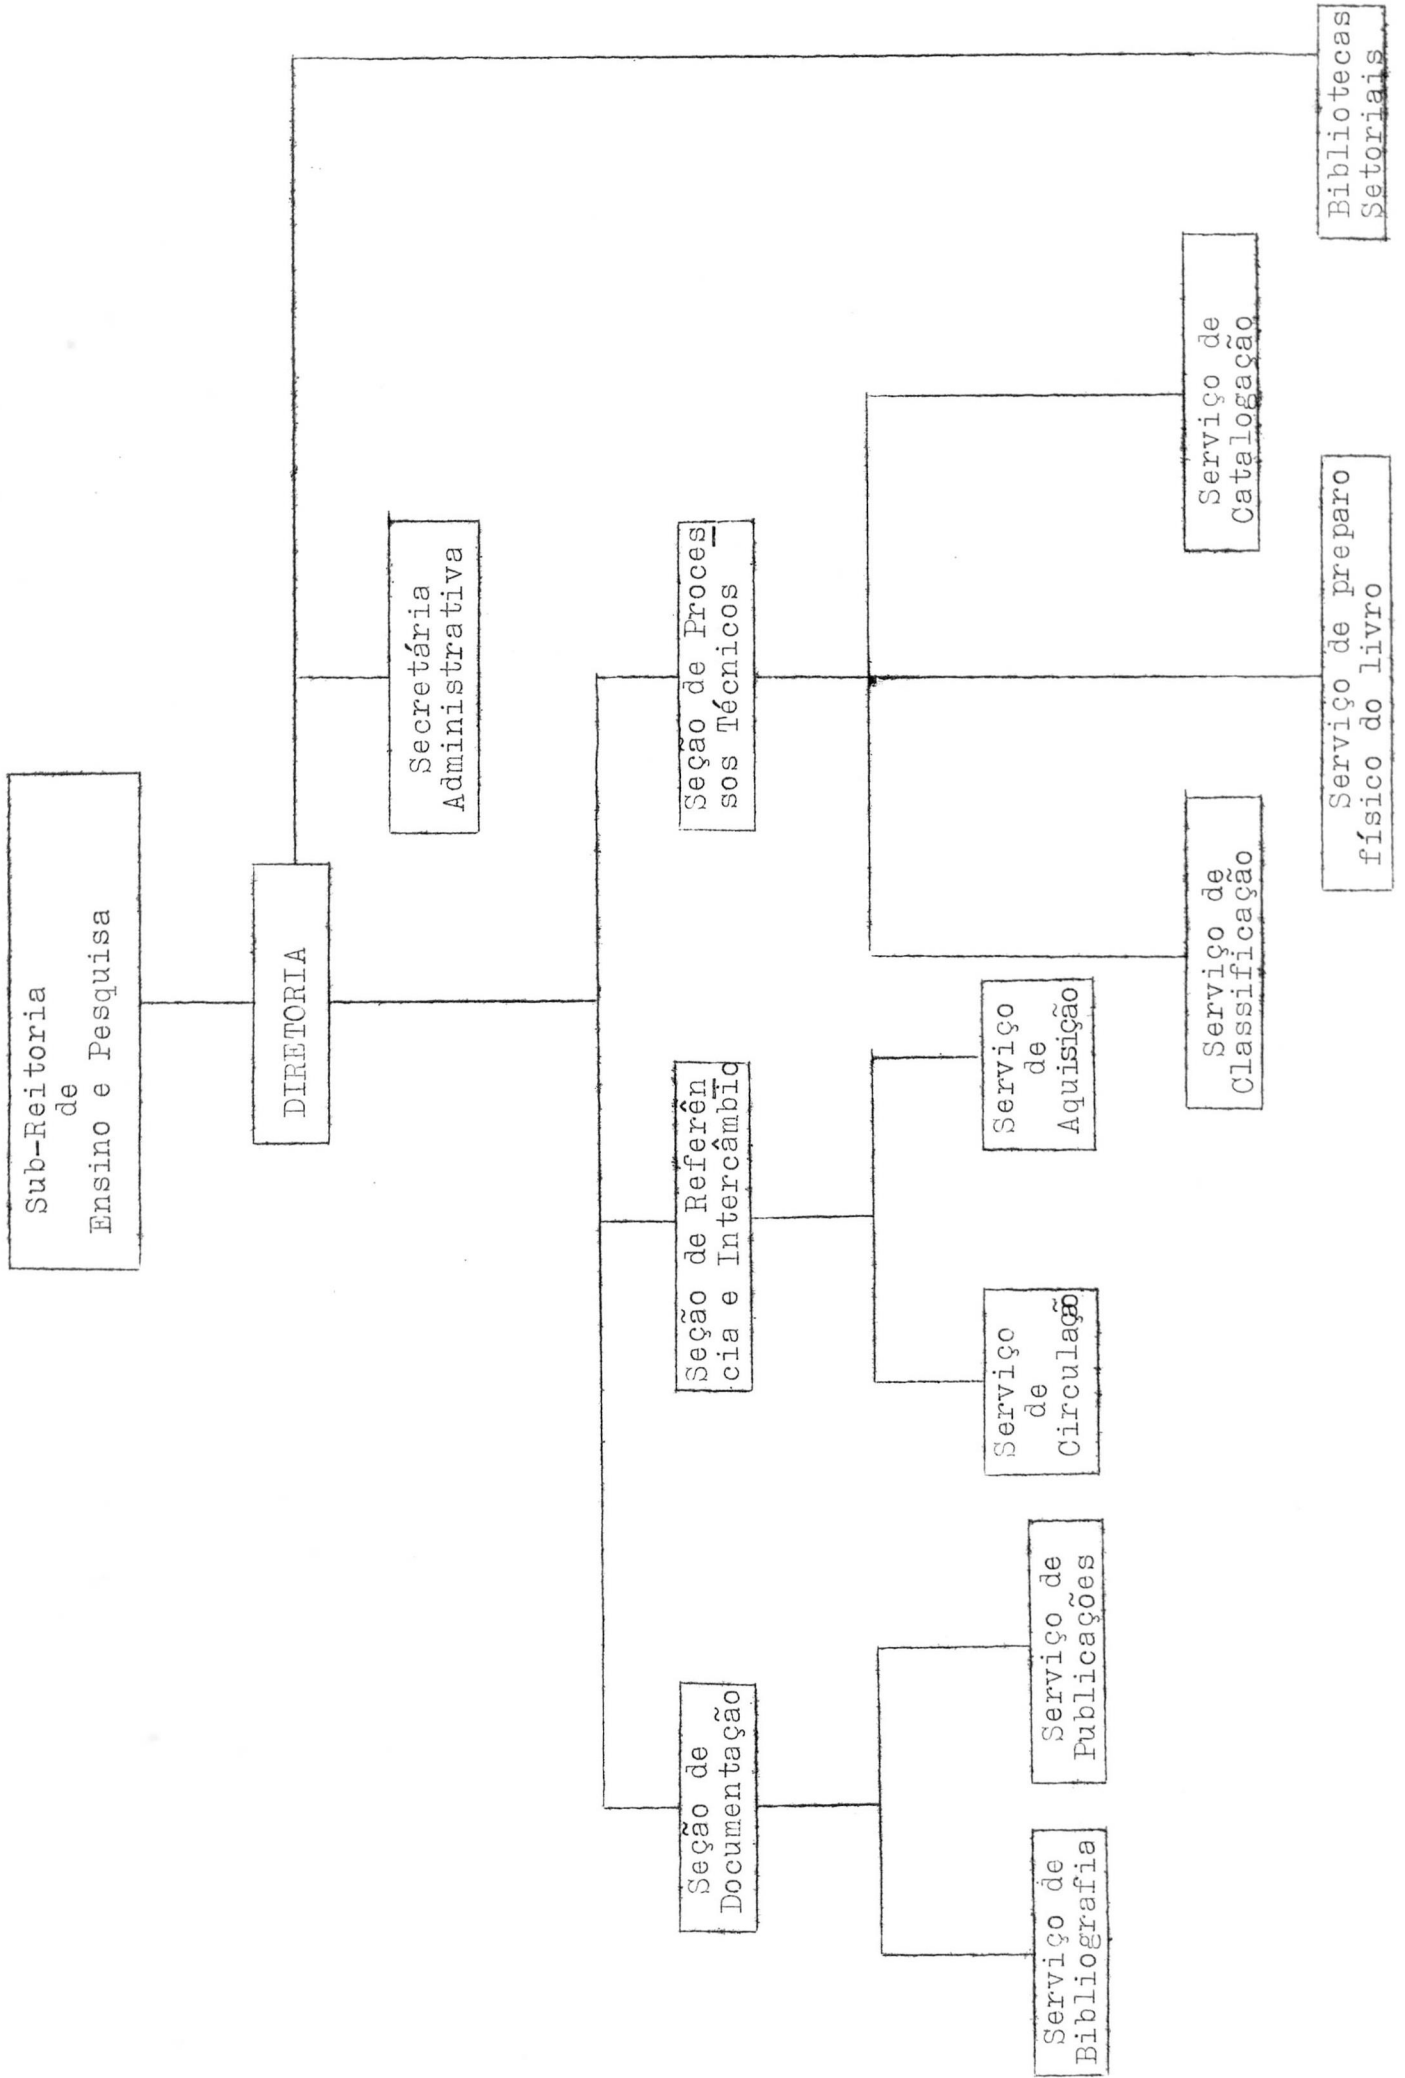 Sub-Reitoria
de
Ensino e Pesquisa
DIRETORIA
Secretária
Administrativa
Seção de
Documentação
Seção de Referên
cia e Intercâmbio
Seção de Proces
sos Técnicos
Serviço de
Bibliografia
Serviço de
Publicações
Serviço
de
Circulação
Serviço
de
Aquisição
Serviço de
Classificação
Serviço de preparo
físico do livro
Serviço de
Catalogação
Bibliotecas
Setoriais